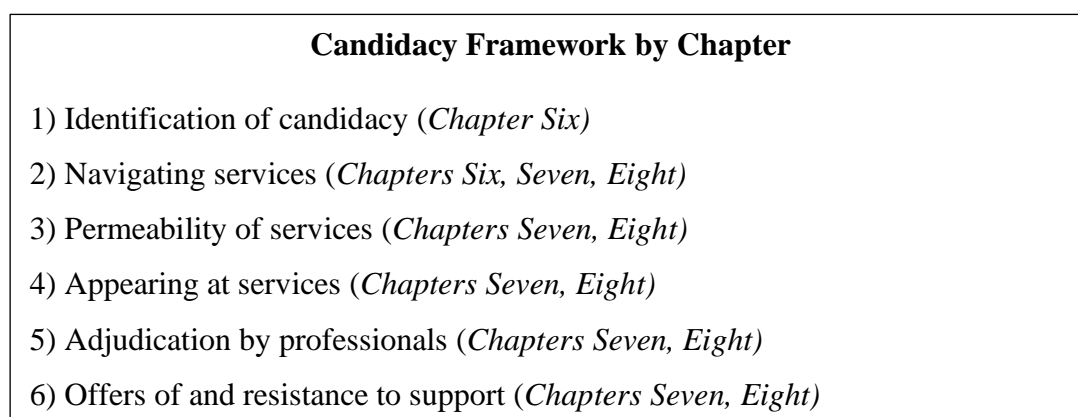 Candidacy Framework by Chapter
1) Identification of candidacy (Chapter Six)
2) Navigating services (Chapters Six, Seven, Eight)
3) Permeability of services (Chapters Seven, Eight)
4) Appearing at services (Chapters Seven, Eight)
5) Adjudication by professionals (Chapters Seven, Eight)
6) Offers of and resistance to support (Chapters Seven, Eight)